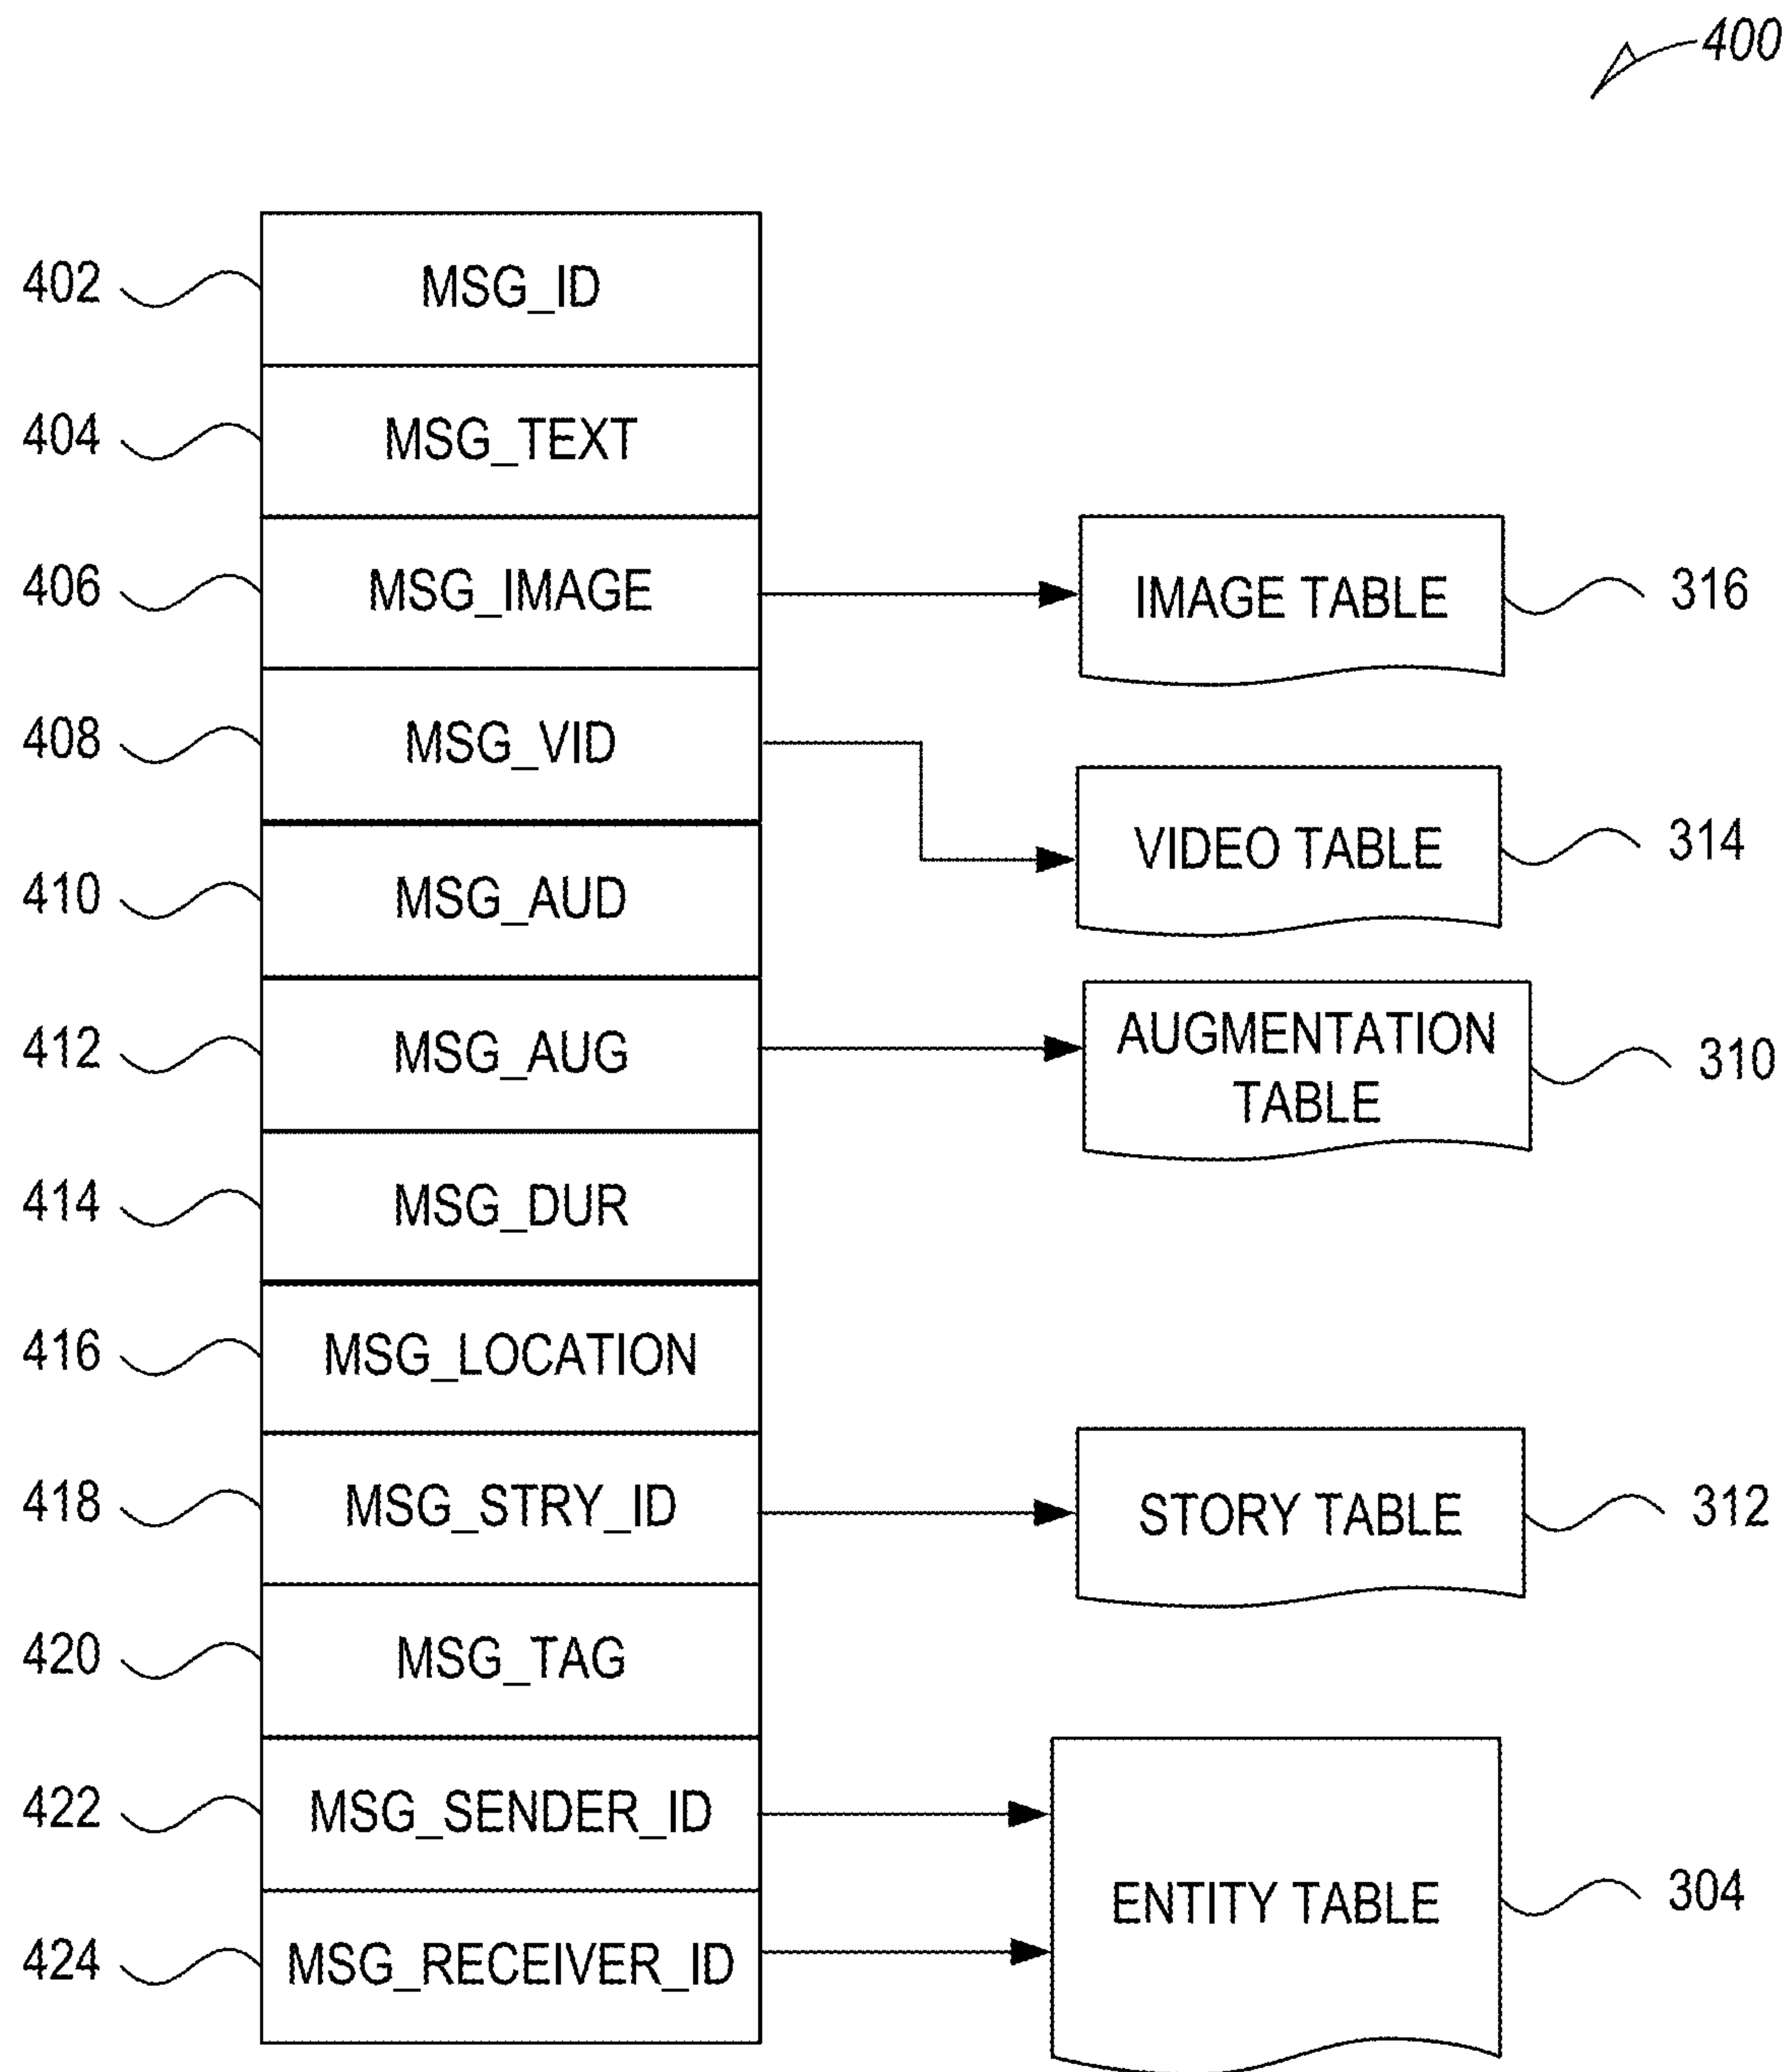 400
402 MSG_ID
404 MSG_TEXT
406 MSG_IMAGE IMAGE TABLE 316
408 MSG_VID VIDEO TABLE 314
410 MSG_AUD
412 MSG_AUG AUGMENTATION
TABLE 310
414 MSG_DUR
416 MSG_LOCATION
418 MSG_STRY_ID STORY TABLE 312
420 MSG_TAG
422 MSG_SENDER_ID
ENTITY TABLE 304
424 MSG_RECEIVER_ID